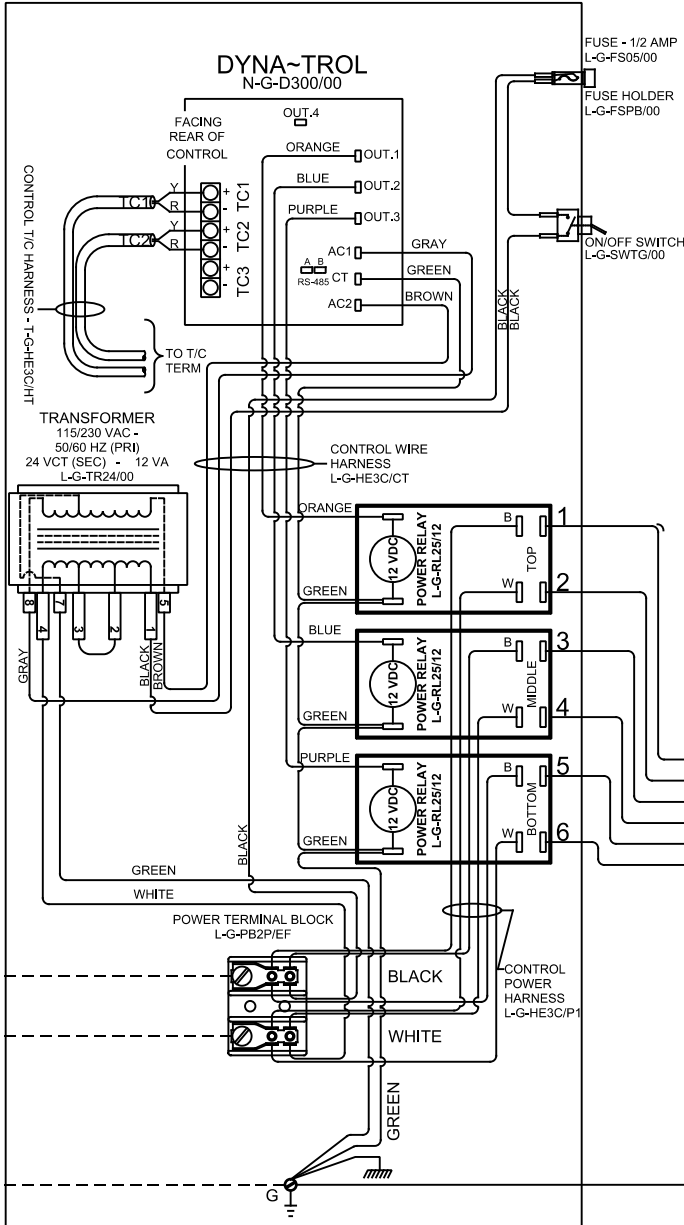 FUSE - 1/2 AMP
L-G-FS05/00
FUSE HOLDER
L-G-FSPB/00
DYNA~TROL
N-G-D300/00
FACING
REAR OF
CONTROL
OUT.4
ORANGE
OUT.1
BLUE
OUT.2
PURPLE
OUT.3
TC1
Y
R
+
-
TC1
TC2
Y
R
+
-
TC2
+
-
TC3
AC1
GRAY
A B
RS-485
CT
GREEN
AC2
BROWN
CONTROL T/C HARNESS - T-G-HE3C/HT
TO T/C
TERM
ON/OFF SWITCH
L-G-SWTG/00
BLACK
BLACK
TRANSFORMER
115/230 VAC -
50/60 HZ (PRI)
24 VCT (SEC) - 12 VA
L-G-TR24/00
CONTROL WIRE
HARNESS
L-G-HE3C/CT
8
4
7
3
2
1
5
GRAY
BLACK
BROWN
ORANGE
GREEN
12 VDC
POWER RELAY
L-G-RL25/12
B
W
TOP
1
2
BLUE
GREEN
12 VDC
POWER RELAY
L-G-RL25/12
B
W
MIDDLE
3
4
PURPLE
GREEN
12 VDC
POWER RELAY
L-G-RL25/12
B
W
BOTTOM
5
6
BLACK
GREEN
WHITE
POWER TERMINAL BLOCK
L-G-PB2P/EF
BLACK
WHITE
CONTROL
POWER
HARNESS
L-G-HE3C/P1
GREEN
G